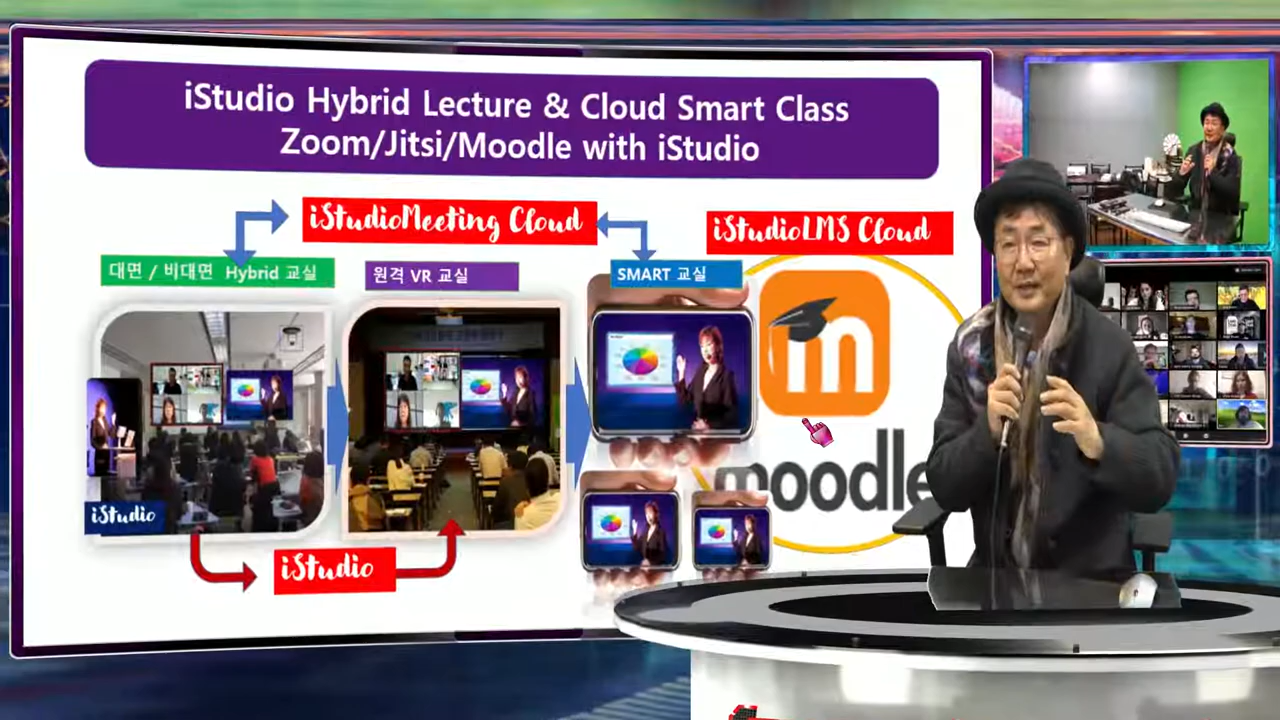 iStudio Hybrid Lecture & Cloud Smart Class
Zoom/Jitsi/Moodle with iStudio
iStudioMeeting Cloud
iStudioLMS Cloud
대면 / 비대면 Hybrid 교실
원격 VR 교실
SMART 교실
moodle
iStudio
iStudio